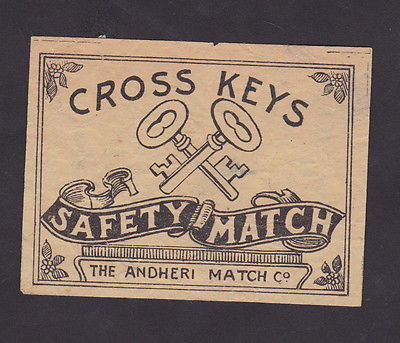 CROSS KEYS
SAFETY MATCH
THE ANDHERI MATCH Co